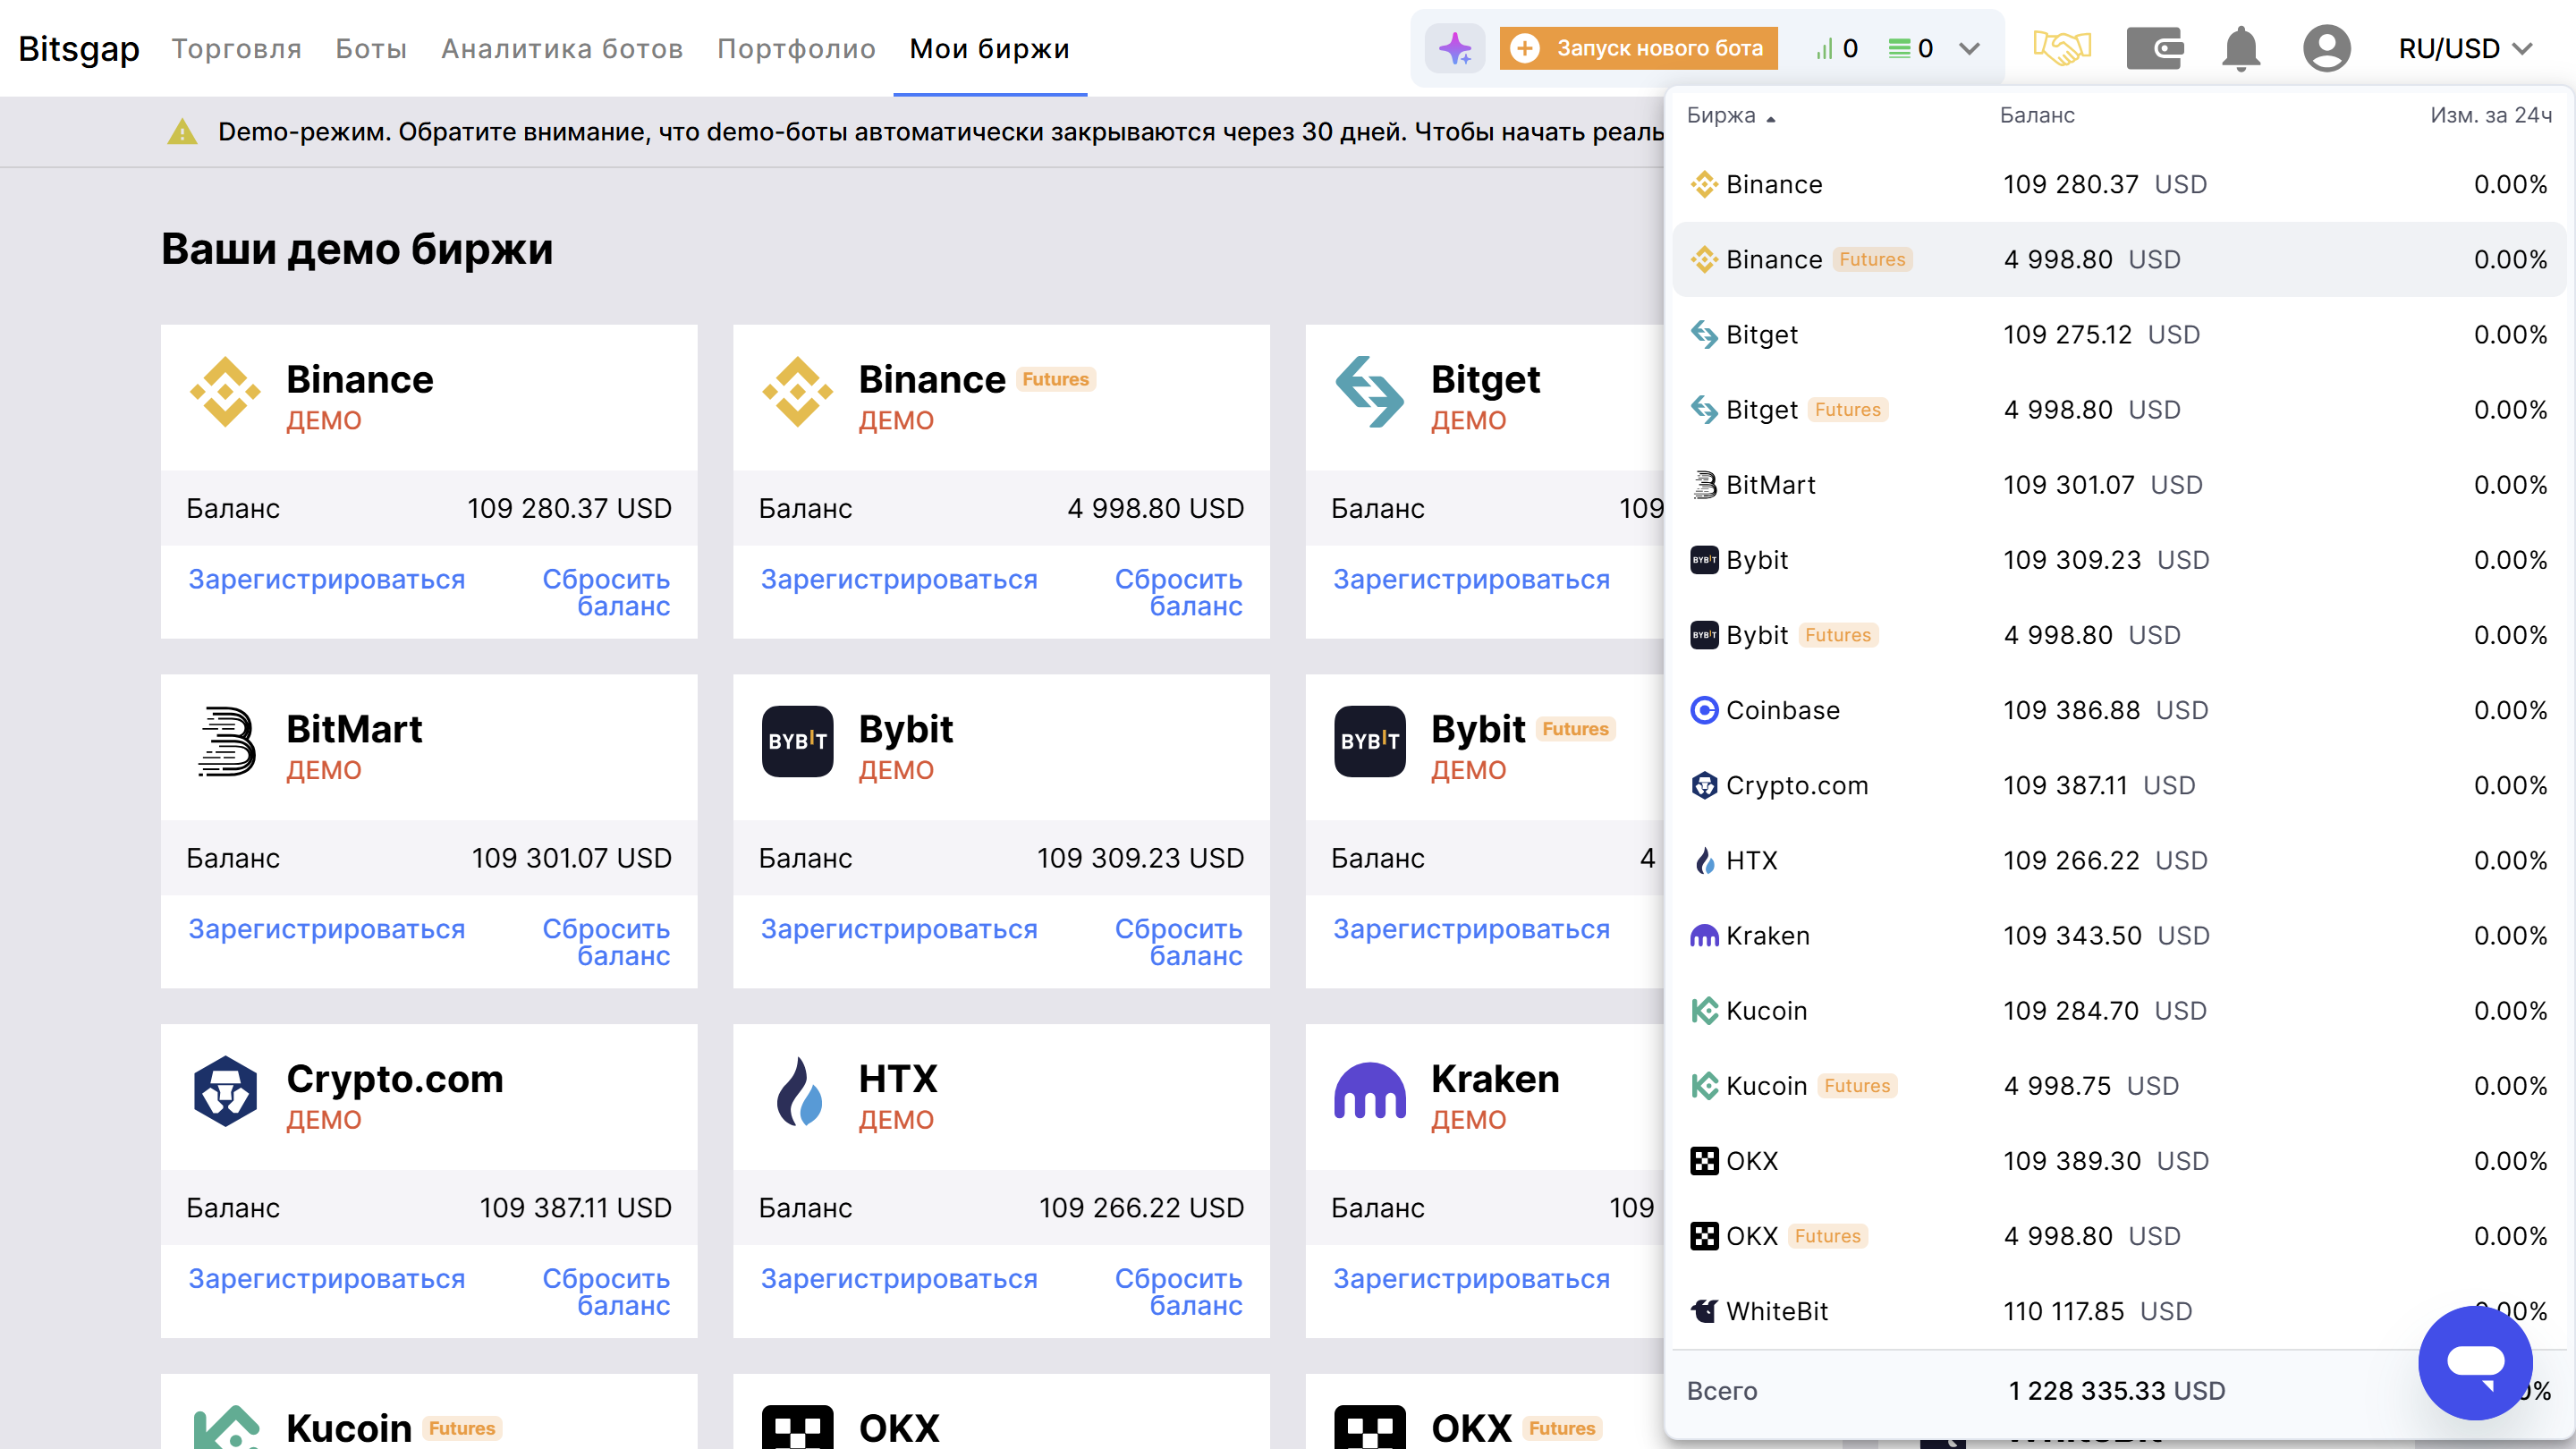 Bitsgap
Торговля
Боты
Аналитика ботов
Портфолио
Мои биржи
Запуск нового бота
0
0
RU/USD
Demo-режим. Обратите внимание, что demo-боты автоматически закрываются через 30 дней. Чтобы начать
Ваши демо биржи
Binance
ДЕМО
Баланс 109 280.37 USD
Зарегистрироваться
Сбросить
баланс
Binance Futures
ДЕМО
Баланс 4 998.80 USD
Зарегистрироваться
Сбросить
баланс
Bitget
ДЕМО
Баланс 109
Зарегистрироваться
BitMart
ДЕМО
Баланс 109 301.07 USD
Зарегистрироваться
Сбросить
баланс
BYBIT
Bybit
ДЕМО
Баланс 109 309.23 USD
Зарегистрироваться
Сбросить
баланс
BYBIT
Bybit Futures
ДЕМО
Баланс 4
Зарегистрироваться
Crypto.com
ДЕМО
Баланс 109 387.11 USD
Зарегистрироваться
Сбросить
баланс
HTX
ДЕМО
Баланс 109 266.22 USD
Зарегистрироваться
Сбросить
баланс
Kraken
ДЕМО
Баланс 109
Зарегистрироваться
Kucoin Futures
OKX
OKX Futures
Биржа Баланс Изм. за 24ч
Binance 109 280.37 USD 0.00%
Binance Futures 4 998.80 USD 0.00%
Bitget 109 275.12 USD 0.00%
Bitget Futures 4 998.80 USD 0.00%
BitMart 109 301.07 USD 0.00%
BYBIT Bybit 109 309.23 USD 0.00%
BYBIT Bybit Futures 4 998.80 USD 0.00%
Coinbase 109 386.88 USD 0.00%
Crypto.com 109 387.11 USD 0.00%
HTX 109 266.22 USD 0.00%
Kraken 109 343.50 USD 0.00%
Kucoin 109 284.70 USD 0.00%
Kucoin Futures 4 998.75 USD 0.00%
OKX 109 389.30 USD 0.00%
OKX Futures 4 998.80 USD 0.00%
WhiteBit 110 117.85 USD
Всего 1 228 335.33 USD